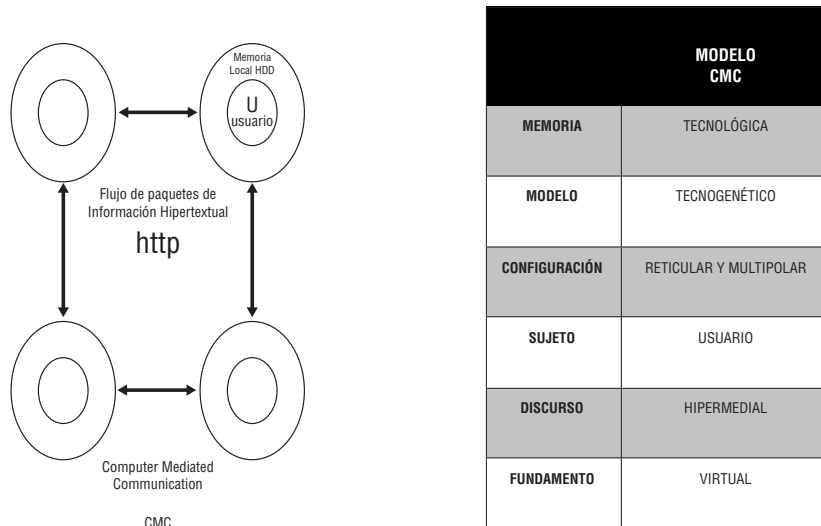 Memoria
Local HDD
U
usuario
Flujo de paquetes de
Información Hipertextual
http
Computer Mediated
Communication
CMC
MODELO
CMC
MEMORIA TECNOLÓGICA
MODELO TECNOGENÉTICO
CONFIGURACIÓN RETICULAR Y MULTIPOLAR
SUJETO USUARIO
DISCURSO HIPERMEDIAL
FUNDAMENTO VIRTUAL